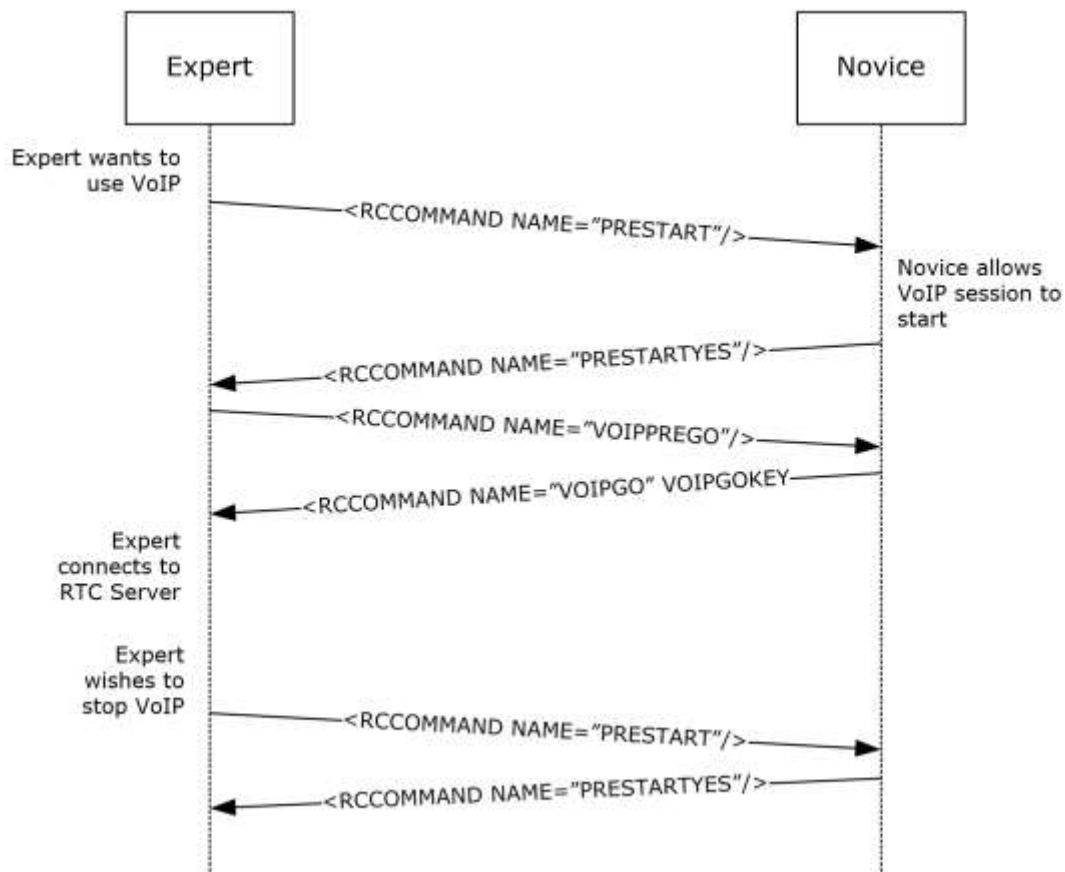 Expert
Novice
Expert wants to
use VoIP
<RCCOMMAND NAME=”PRESTART”/>
Novice allows
VoIP session to
start
<RCCOMMAND NAME=”PRESTARTYES”/>
<RCCOMMAND NAME=”VOIPPREGO”/>
<RCCOMMAND NAME=”VOIPGO” VOIPGOKEY
Expert
connects to
RTC Server
Expert
wishes to
stop VoIP
<RCCOMMAND NAME=”PRESTART”/>
<RCCOMMAND NAME=”PRESTARTYES”/>